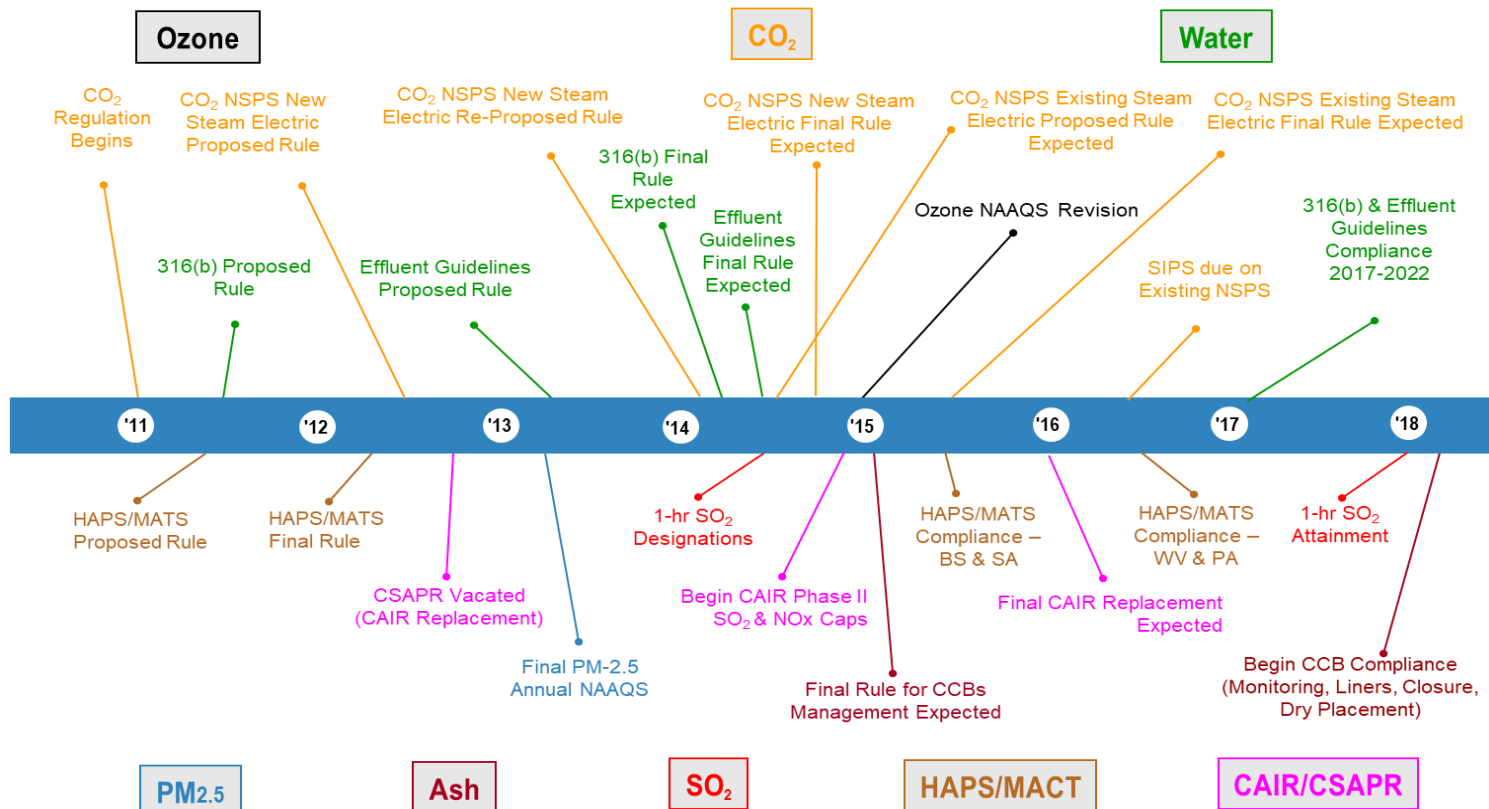 Ozone
CO₂
Water
CO₂
Regulation
Begins
CO₂ NSPS New
Steam Electric
Proposed Rule
CO₂ NSPS New Steam
Electric Re-Proposed Rule
316(b) Final
Rule
Expected
CO₂ NSPS New Steam
Electric Final Rule
Expected
CO₂ NSPS Existing Steam
Electric Proposed Rule
Expected
CO₂ NSPS Existing Steam
Electric Final Rule Expected
316(b) Proposed
Rule
Effluent Guidelines
Proposed Rule
Effluent
Guidelines
Final Rule
Expected
Ozone NAAQS Revision
SIPS due on
Existing NSPS
316(b) & Effluent
Guidelines
Compliance
2017-2022
'11
'12
'13
'14
'15
'16
'17
'18
HAPS/MATS
Proposed Rule
HAPS/MATS
Final Rule
CSAPR Vacated
(CAIR Replacement)
Final PM-2.5
Annual NAAQS
1-hr SO₂
Designations
Begin CAIR Phase II
SO₂ & NOx Caps
Final Rule for CCBs
Management Expected
HAPS/MATS
Compliance –
BS & SA
Final CAIR Replacement
Expected
HAPS/MATS
Compliance –
WV & PA
1-hr SO₂
Attainment
Begin CCB Compliance
(Monitoring, Liners, Closure,
Dry Placement)
PM2.5
Ash
SO₂
HAPS/MACT
CAIR/CSAPR